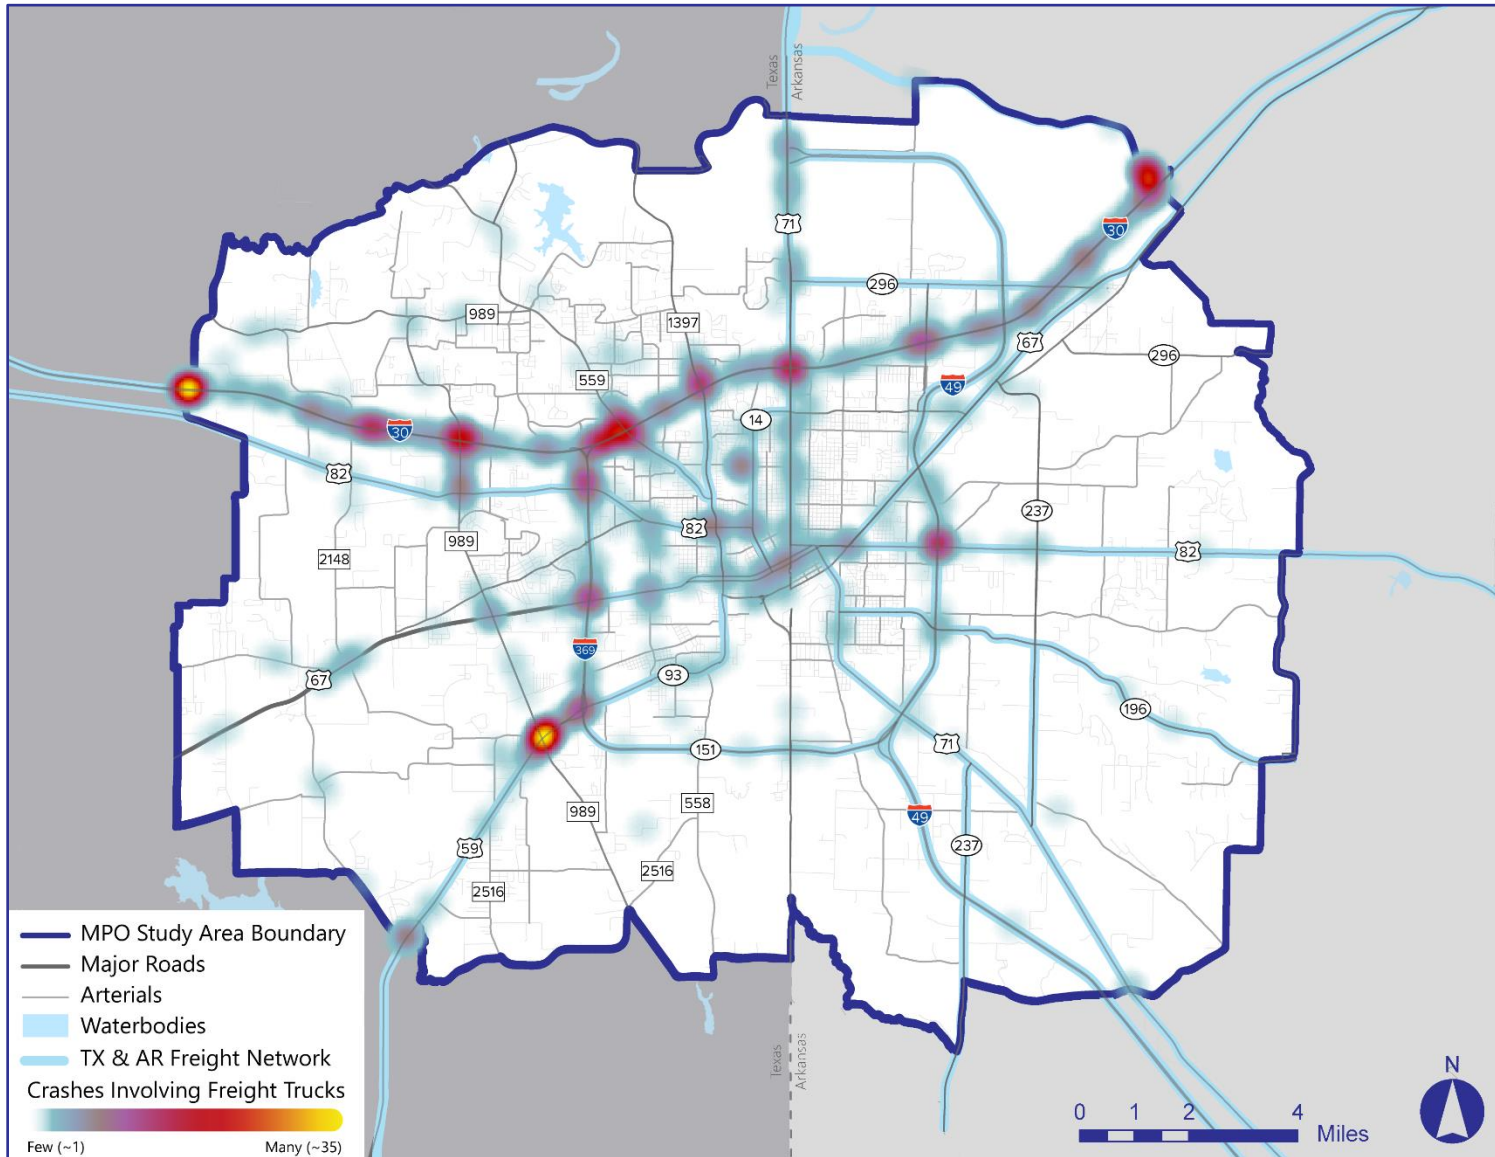 Texas
Arkansas
71
30
296
989
1397
67
296
559
49
14
30
82
237
82
989
82
2148
369
67
93
196
151
71
558
989
49
59
237
2516
2516
MPO Study Area Boundary
Major Roads
Arterials
Waterbodies
TX & AR Freight Network
Crashes Involving Freight Trucks
Few (~1)
Many (~35)
Texas
Arkansas
N
0 1 2 4
Miles